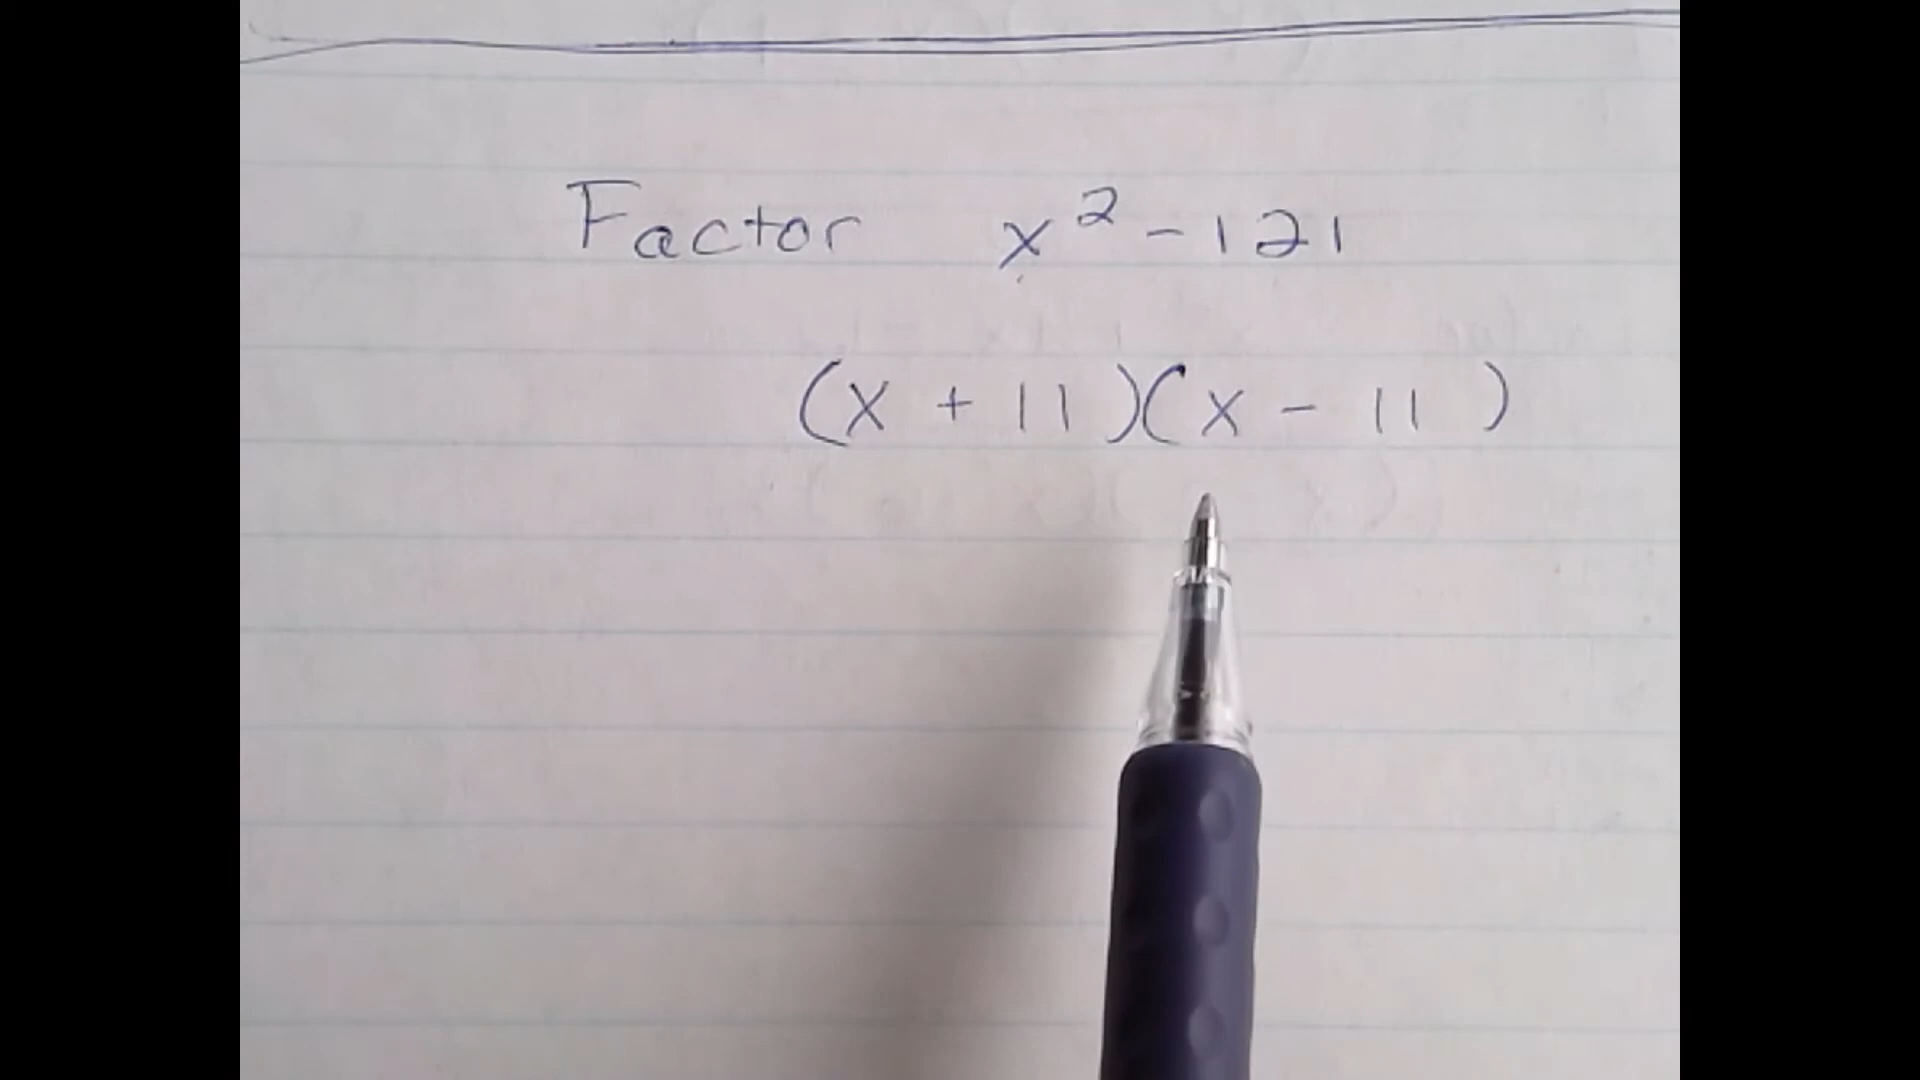 Factor x² - 121
(x + 11)(x - 11)